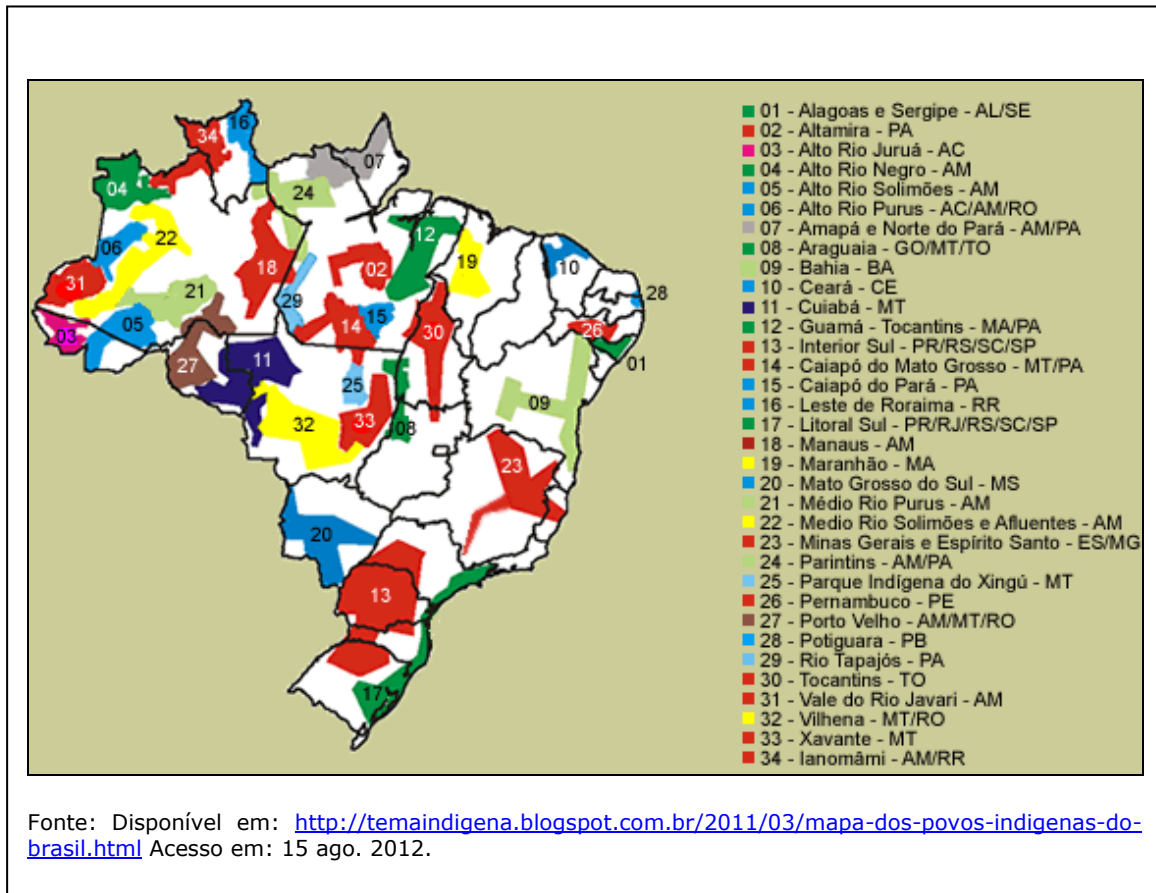 34
16
07
04
24
12
22
06
18
02
19
10
31
29
28
21
14
15
30
03
05
26
27
11
25
01
09
32
33
08
23
20
13
17
01 - Alagoas e Sergipe - AL/SE
02 - Altamira - PA
03 - Alto Rio Juruá - AC
04 - Alto Rio Negro - AM
05 - Alto Rio Solimões - AM
06 - Alto Rio Purus - AC/AM/RO
07 - Amapá e Norte do Pará - AM/PA
08 - Araguaia - GO/MT/TO
09 - Bahia - BA
10 - Ceará - CE
11 - Cuiabá - MT
12 - Guamá - Tocantins - MA/PA
13 - Interior Sul - PR/RS/SC/SP
14 - Caiapó do Mato Grosso - MT/PA
15 - Caiapó do Pará - PA
16 - Leste de Roraima - RR
17 - Litoral Sul - PR/RJ/RS/SC/SP
18 - Manaus - AM
19 - Maranhão - MA
20 - Mato Grosso do Sul - MS
21 - Médio Rio Purus - AM
22 - Medio Rio Solimões e Afluentes - AM
23 - Minas Gerais e Espírito Santo - ES/MG
24 - Parintins - AM/PA
25 - Parque Indígena do Xingú - MT
26 - Pernambuco - PE
27 - Porto Velho - AM/MT/RO
28 - Potiguara - PB
29 - Rio Tapajós - PA
30 - Tocantins - TO
31 - Vale do Rio Javari - AM
32 - Vilhena - MT/RO
33 - Xavante - MT
34 - Ianomâmi - AM/RR
Fonte: Disponível em: http://temaindigena.blogspot.com.br/2011/03/mapa-dos-povos-indigenas-do-
brasil.html Acesso em: 15 ago. 2012.